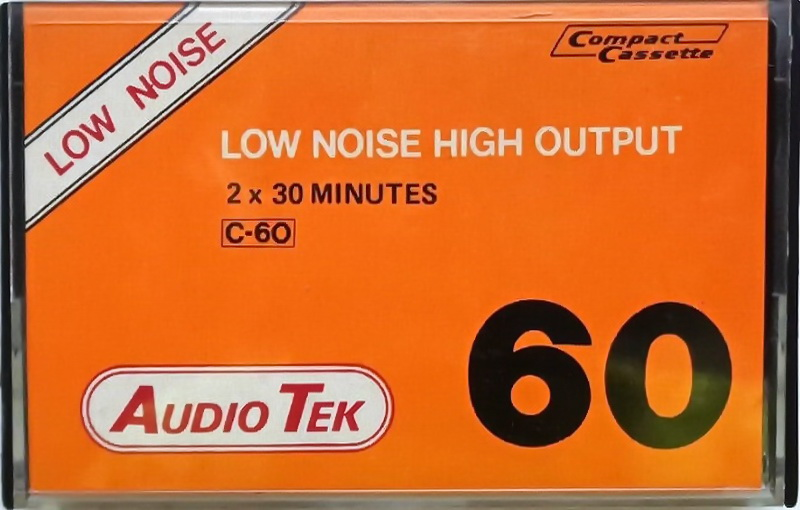 LOW NOISE
Compact
Cassette
LOW NOISE HIGH OUTPUT
2 x 30 MINUTES
C-60
60
AUDIO TEK